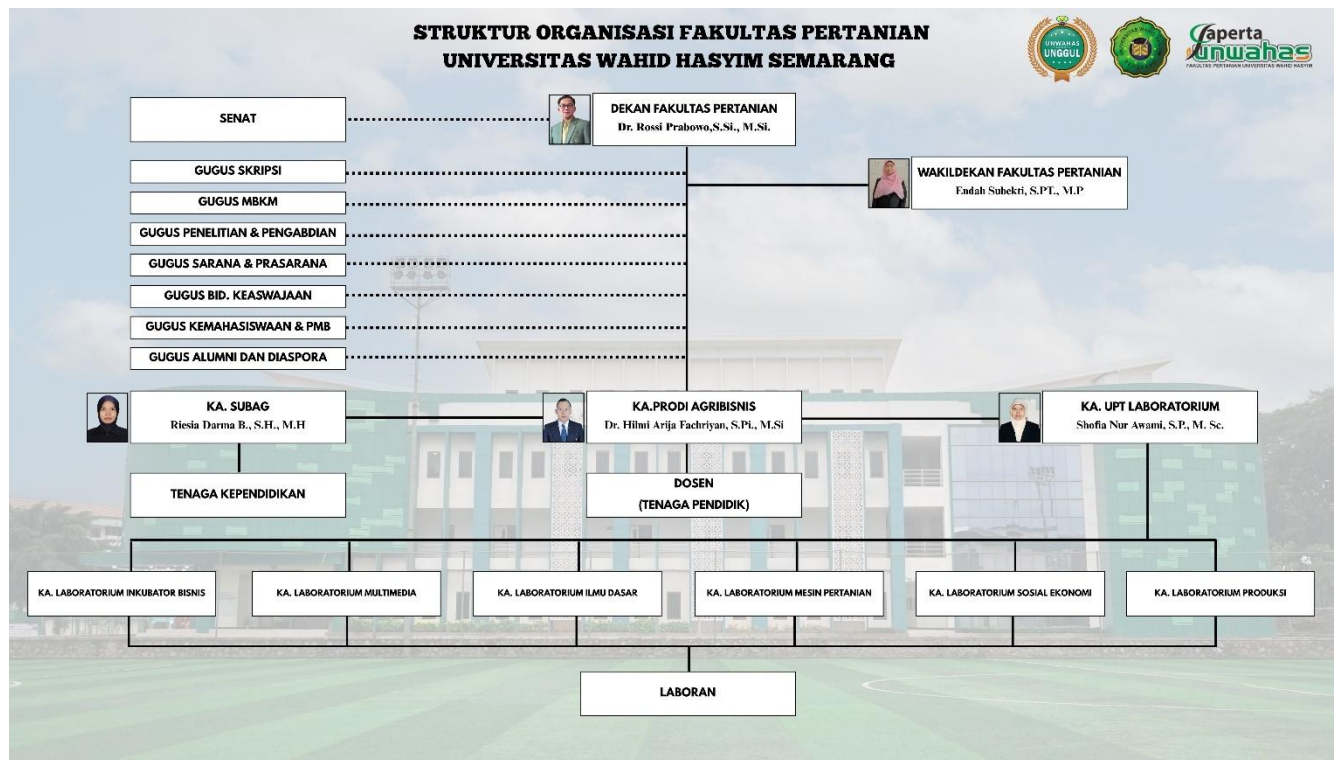 STRUKTUR ORGANISASI FAKULTAS PERTANIAN
UNIVERSITAS WAHID HASYIM SEMARANG
UNWAHAS
UNGGUL
faperta
unwahas
FAKULTAS PERTANIAN UNIVERSITAS WAHID HASYIM
SENAT
DEKAN FAKULTAS PERTANIAN
Dr. Rossi Prabowo,S.Si., M.Si.
GUGUS SKRIPSI
WAKILDEKAN FAKULTAS PERTANIAN
Endah Subekti, S.PT., M.P
GUGUS MBKM
GUGUS PENELITIAN & PENGABDIAN
GUGUS SARANA & PRASARANA
GUGUS BID. KEASWAJAAN
GUGUS KEMAHASISWAAN & PMB
GUGUS ALUMNI DAN DIASPORA
KA. SUBAG
Riesia Darma B., S.H., M.H
KA.PRODI AGRIBISNIS
Dr. Hilmi Arija Fachriyan, S.Pi., M.Si
KA. UPT LABORATORIUM
Shofia Nur Awami, S.P., M. Sc.
TENAGA KEPENDIDIKAN
DOSEN
(TENAGA PENDIDIK)
KA. LABORATORIUM INKUBATOR BISNIS
KA. LABORATORIUM MULTIMEDIA
KA. LABORATORIUM ILMU DASAR
KA. LABORATORIUM MESIN PERTANIAN
KA. LABORATORIUM SOSIAL EKONOMI
KA. LABORATORIUM PRODUKSI
LABORAN